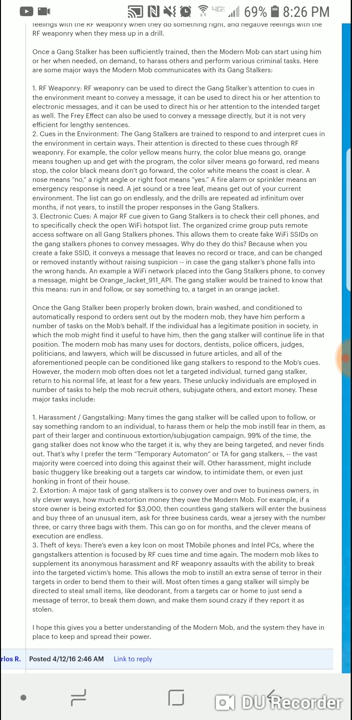 69% 8:26 PM
feelings with the RF weaponry when they do something right, and negative feelings with the
RF weaponry when they mess up in a drill.
Once a Gang Stalker has been sufficiently trained, then the Modern Mob can start using him
or her when needed, on demand, to harass others and perform various criminal tasks. Here
are some major ways the Modern Mob communicates with its Gang Stalkers:
1. RF Weaponry: RF weaponry can be used to direct the Gang Stalker's attention to cues in
the environment meant to convey a message, it can be used to direct his or her attention to
electronic messages, and it can be used to direct his or her attention to the intended target
as well. The Frey Effect can also be used to convey a message directly, but it is not very
efficient for lengthy sentences.
2. Cues in the Environment: The Gang Stalkers are trained to respond to and interpret cues in
the environment in certain ways. Their attention is directed to these cues through RF
weaponry. For example, the color yellow means hurry, the color blue means go, orange
means toughen up and get with the program, the color silver means go forward, red means
stop, the color black means don't go forward, the color white means the coast is clear. A
nose means "no," a right angle or right foot means "yes." A fire alarm or sprinkler means an
emergency response is need. A jet sound or a tree leaf, means get out of your current
environment. The list can go on endlessly, and the drills are repeated ad infinitum over
months, if not years, to instill the proper responses in the Gang Stalkers.
3. Electronic Cues: A major RF cue given to Gang Stalkers is to check their cell phones, and
to specifically check the open WiFi hotspot list. The organized crime group puts remote
access software on all Gang Stalkers phones. This allows them to create fake WiFi SSIDs on
the gang stalkers phones to convey messages. Why do they do this? Because when you
create a fake SSID, it conveys a message that leaves no record or trace, and can be changed
or removed instantly without raising suspicion -- in case the gang stalker's phone falls into
the wrong hands. An example a WiFi network placed into the Gang Stalkers phone, to convey
a message, might be Orange_Jacket_911_API. The gang stalker would be trained to know that
this means: run in and follow, or say something to, a target in an orange jacket.
Once the Gang Stalker been properly broken down, brain washed, and conditioned to
automatically respond to orders sent out by the modern mob, they have him perform a
number of tasks on the Mob's behalf. If the individual has a legitimate position in society, in
which the mob might find it useful to have him, then the gang stalker will continue life in that
position. The modern mob has many uses for doctors, dentists, police officers, judges,
politicians, and lawyers, which will be discussed in future articles, and all of the
aforementioned people can be conditioned like gang stalkers to respond to the Mob's cues.
However, the modern mob often does not let a targeted individual, turned gang stalker,
return to his normal life, at least for a few years. These unlucky individuals are employed in
number of tasks to help the mob recruit others, subjugate others, and extort money. These
major tasks include:
1. Harassment / Gangstalking: Many times the gang stalker will be called upon to follow, or
say something random to an individual, to harass them or help the mob instill fear in them, as
part of their larger and continuous extortion/subjugation campaign. 99% of the time, the
gang stalker does not know who the target it is, why they are being targeted, and never finds
out. That's why I prefer the term "Temporary Automaton" or TA for gang stalkers, -- the vast
majority were coerced into doing this against their will. Other harassment, might include
basic thuggery like breaking out a targets car window, to intimidate them, or even just
honking in front of their house.
2. Extortion: A major task of gang stalkers is to convey over and over to business owners, in
sly clever ways, how much extortion money they owe the Modern Mob. For example, if a
store owner is being extorted for $3,000, then countless gang stalkers will enter the business
and buy three of an unusual item, ask for three business cards, wear a jersey with the number
three, or carry three bags with them. This can go on for months, and the clever means of
execution are endless.
3. Theft of keys: There's even a key Icon on most TMobile phones and Intel PCs, where the
gangstalkers attention is focused by RF cues time and time again. The modern mob likes to
supplement its anonymous harassment and RF weaponry assaults with the ability to break
into the targeted victim's home. This allows the mob to instill an extra sense of terror in their
targets in order to bend them to their will. Most often times a gang stalker will simply be
directed to steal small items, like deodorant, from a targets car or home to just send a
message of terror, to break them down, and make them sound crazy if they report it as
stolen.
I hope this gives you a better understanding of the Modern Mob, and the system they have in
place to keep and spread their power.
rlos R. Posted 4/12/16 2:46 AM Link to reply
DU Recorder